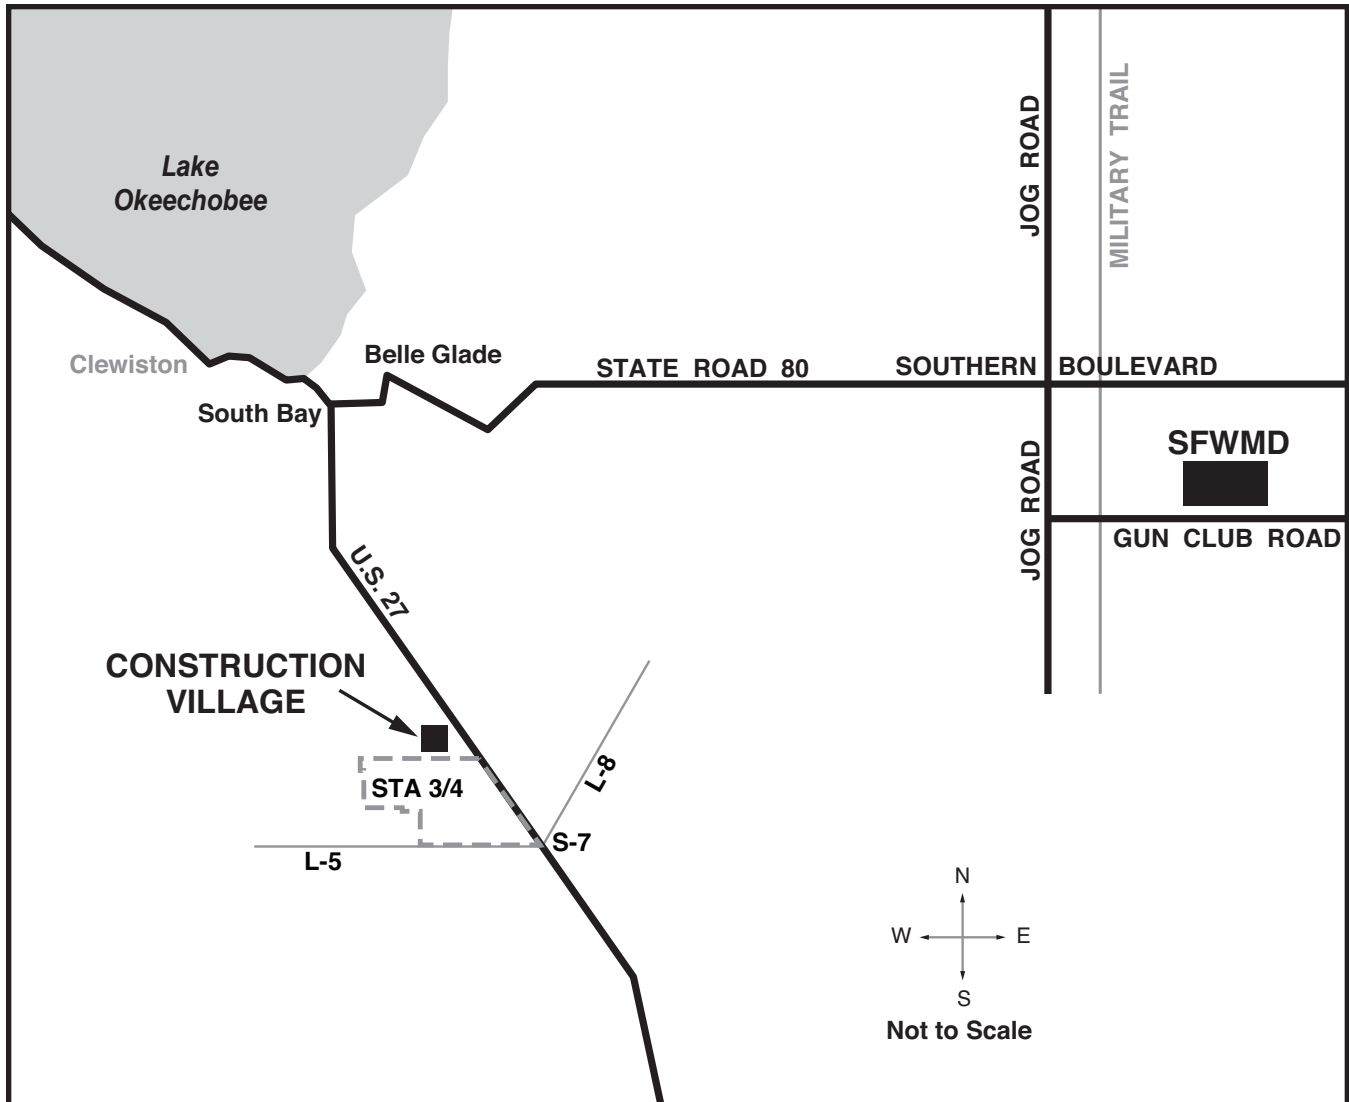 Lake
Okeechobee
JOG ROAD
MILITARY TRAIL
Clewiston
Belle Glade
STATE ROAD 80
SOUTHERN BOULEVARD
South Bay
SFWMD
JOG ROAD
GUN CLUB ROAD
U.S. 27
CONSTRUCTION
VILLAGE
L-8
STA 3/4
S-7
L-5
N
W E
S
Not to Scale